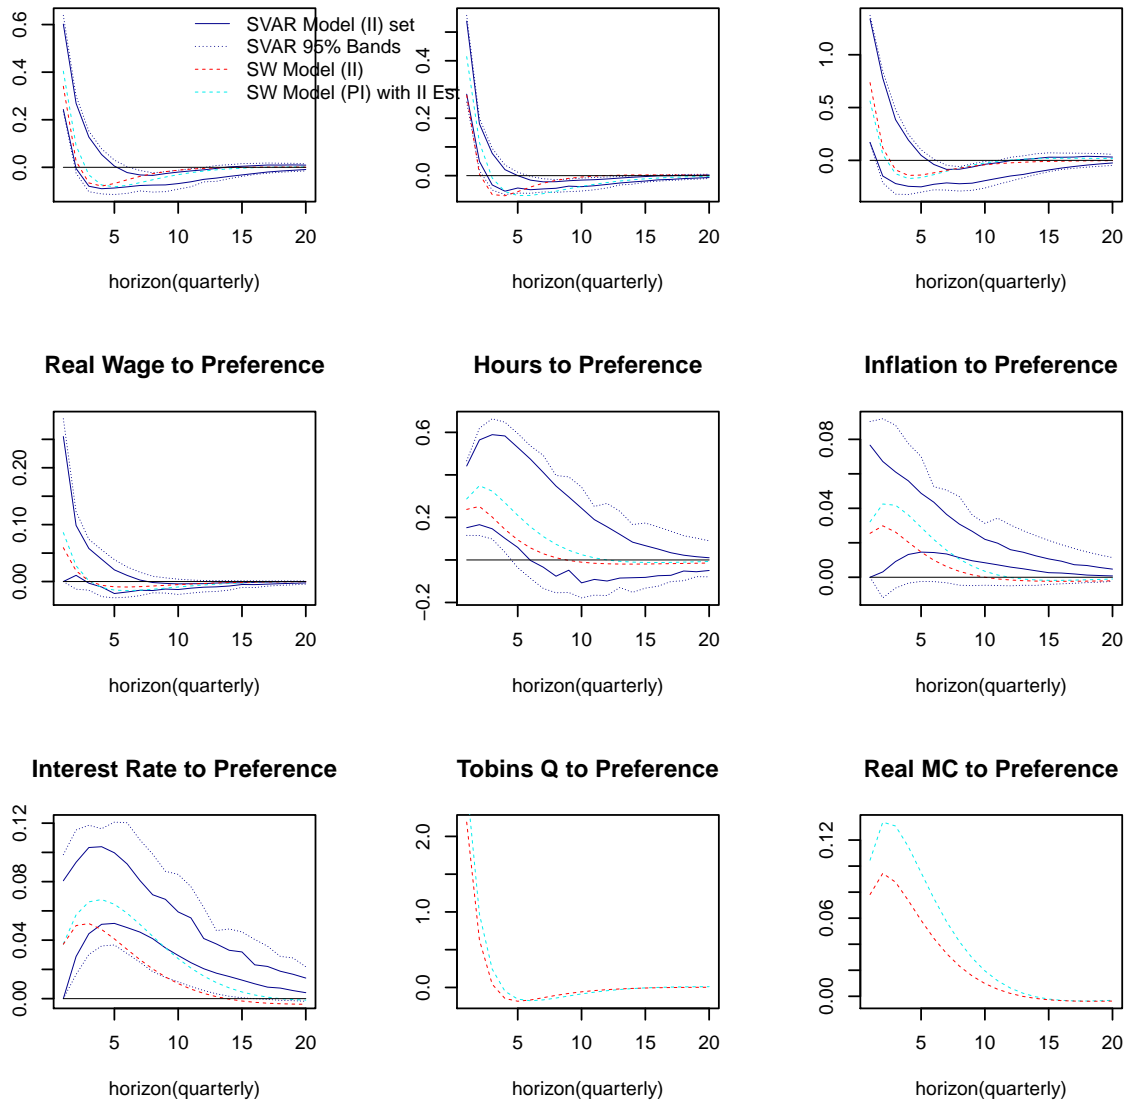 SVAR Model (II) set
SVAR 95% Bands
SW Model (II)
SW Model (PI) with II Es
0.0 0.2 0.4 0.6
5 10 15 20
horizon(quarterly)
0.0 0.2 0.4
5 10 15 20
horizon(quarterly)
0.0 0.5 1.0
5 10 15 20
horizon(quarterly)
Real Wage to Preference
0.00 0.10 0.20
5 10 15 20
horizon(quarterly)
Hours to Preference
−0.2 0.2 0.6
5 10 15 20
horizon(quarterly)
Inflation to Preference
0.00 0.04 0.08
5 10 15 20
horizon(quarterly)
Interest Rate to Preference
0.00 0.04 0.08 0.12
5 10 15 20
horizon(quarterly)
Tobins Q to Preference
0.0 1.0 2.0
5 10 15 20
horizon(quarterly)
Real MC to Preference
0.00 0.06 0.12
5 10 15 20
horizon(quarterly)